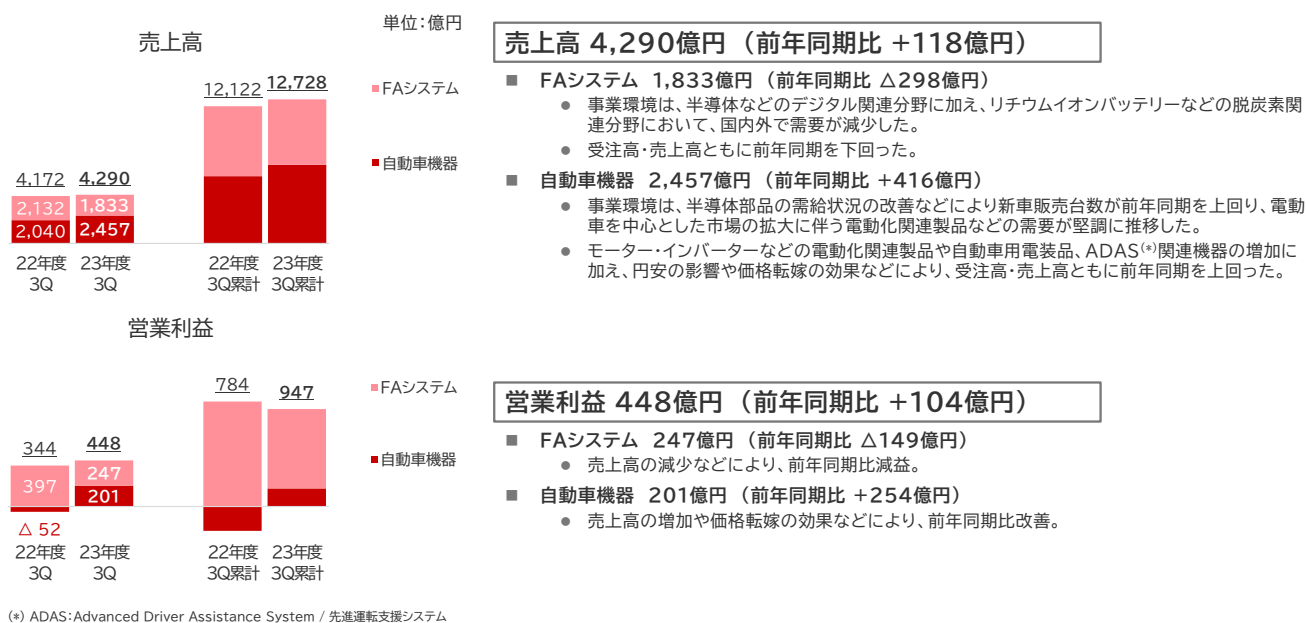 単位：億円
売上高
12,122 12,728
FAシステム
自動車機器
4,172 4,290
2,132 1,833
2,040 2,457
22年度 23年度 22年度 23年度
3Q 3Q 3Q累計 3Q累計
売上高 4,290億円 （前年同期比 +118億円）
■ FAシステム 1,833億円 （前年同期比 △298億円）
● 事業環境は、半導体などのデジタル関連分野に加え、リチウムイオンバッテリーなどの脱炭素関
連分野において、国内外で需要が減少した。
● 受注高・売上高ともに前年同期を下回った。
■ 自動車機器 2,457億円 （前年同期比 +416億円）
● 事業環境は、半導体部品の需給状況の改善などにより新車販売台数が前年同期を上回り、電動
車を中心とした市場の拡大に伴う電動化関連製品などの需要が堅調に推移した。
● モーター・インバーターなどの電動化関連製品や自動車用電装品、ADAS(*)関連機器の増加に
加え、円安の影響や価格転嫁の効果などにより、受注高・売上高ともに前年同期を上回った。
営業利益
784 947
FAシステム
自動車機器
344 448
397 247
201
△ 52
22年度 23年度 22年度 23年度
3Q 3Q 3Q累計 3Q累計
営業利益 448億円 （前年同期比 +104億円）
■ FAシステム 247億円 （前年同期比 △149億円）
● 売上高の減少などにより、前年同期比減益。
■ 自動車機器 201億円 （前年同期比 +254億円）
● 売上高の増加や価格転嫁の効果などにより、前年同期比改善。
(*) ADAS：Advanced Driver Assistance System / 先進運転支援システム